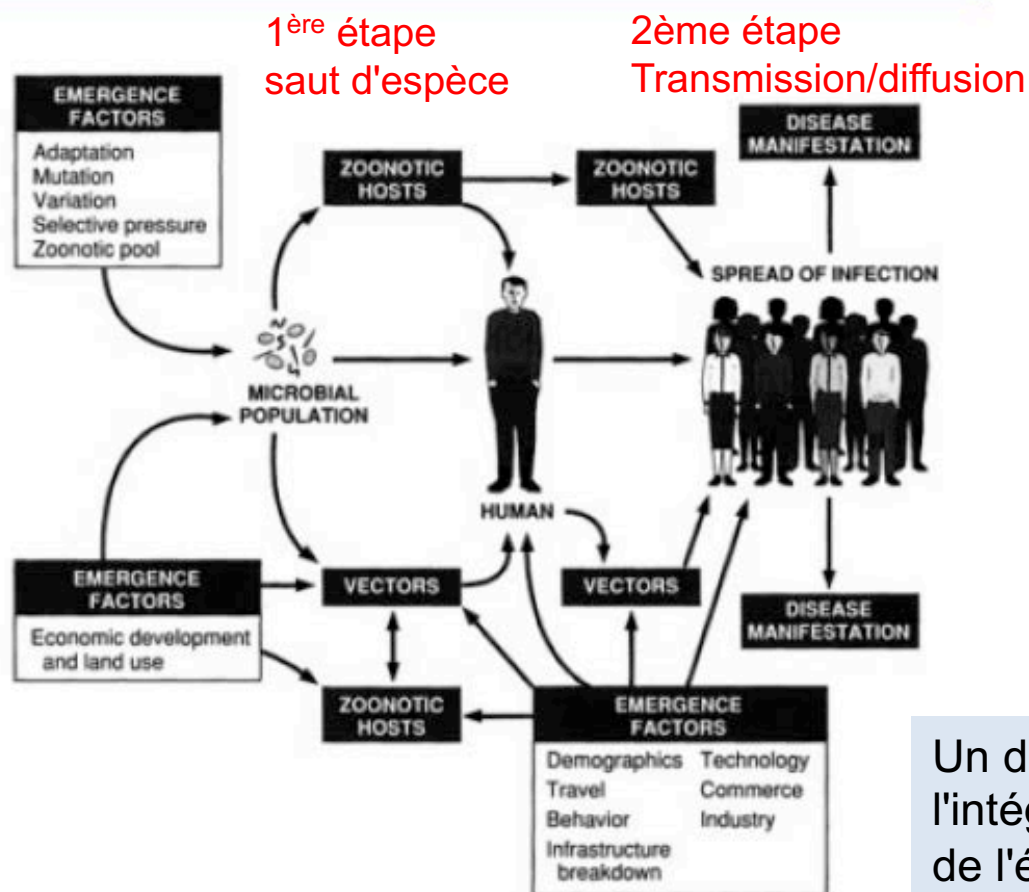 1ère étape
saut d'espèce
2ème étape
Transmission/diffusion
EMERGENCE
FACTORS
Adaptation
Mutation
Variation
Selective pressure
Zoonotic pool
ZOONOTIC
HOSTS
ZOONOTIC
HOSTS
DISEASE
MANIFESTATION
SPREAD OF INFECTION
MICROBIAL
POPULATION
HUMAN
EMERGENCE
FACTORS
Economic development
and land use
VECTORS
VECTORS
DISEASE
MANIFESTATION
ZOONOTIC
HOSTS
EMERGENCE
FACTORS
Demographics Technology
Travel Commerce
Behavior Industry
Infrastructure
breakdown
Un d
l'intég
de l'é